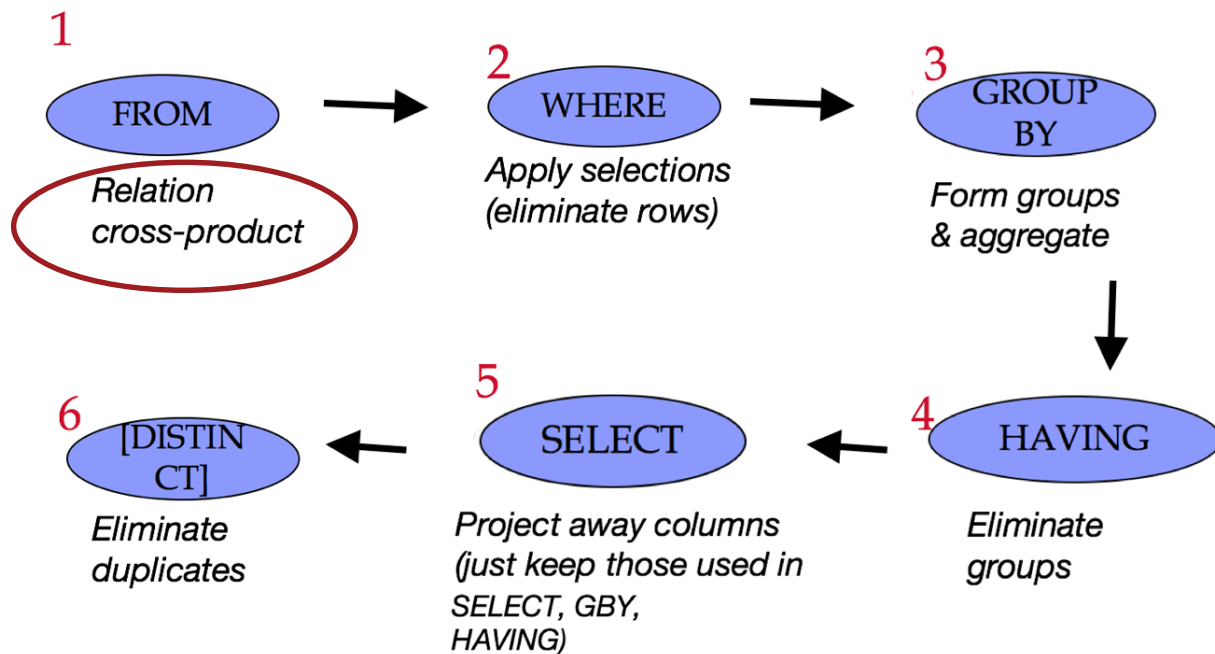 1
FROM
Relation
cross-product
2
WHERE
Apply selections
(eliminate rows)
3
GROUP
BY
Form groups
& aggregate
4
HAVING
Eliminate
groups
5
SELECT
Project away columns
(just keep those used in
SELECT, GBY,
HAVING)
6
[DISTIN
CT]
Eliminate
duplicates